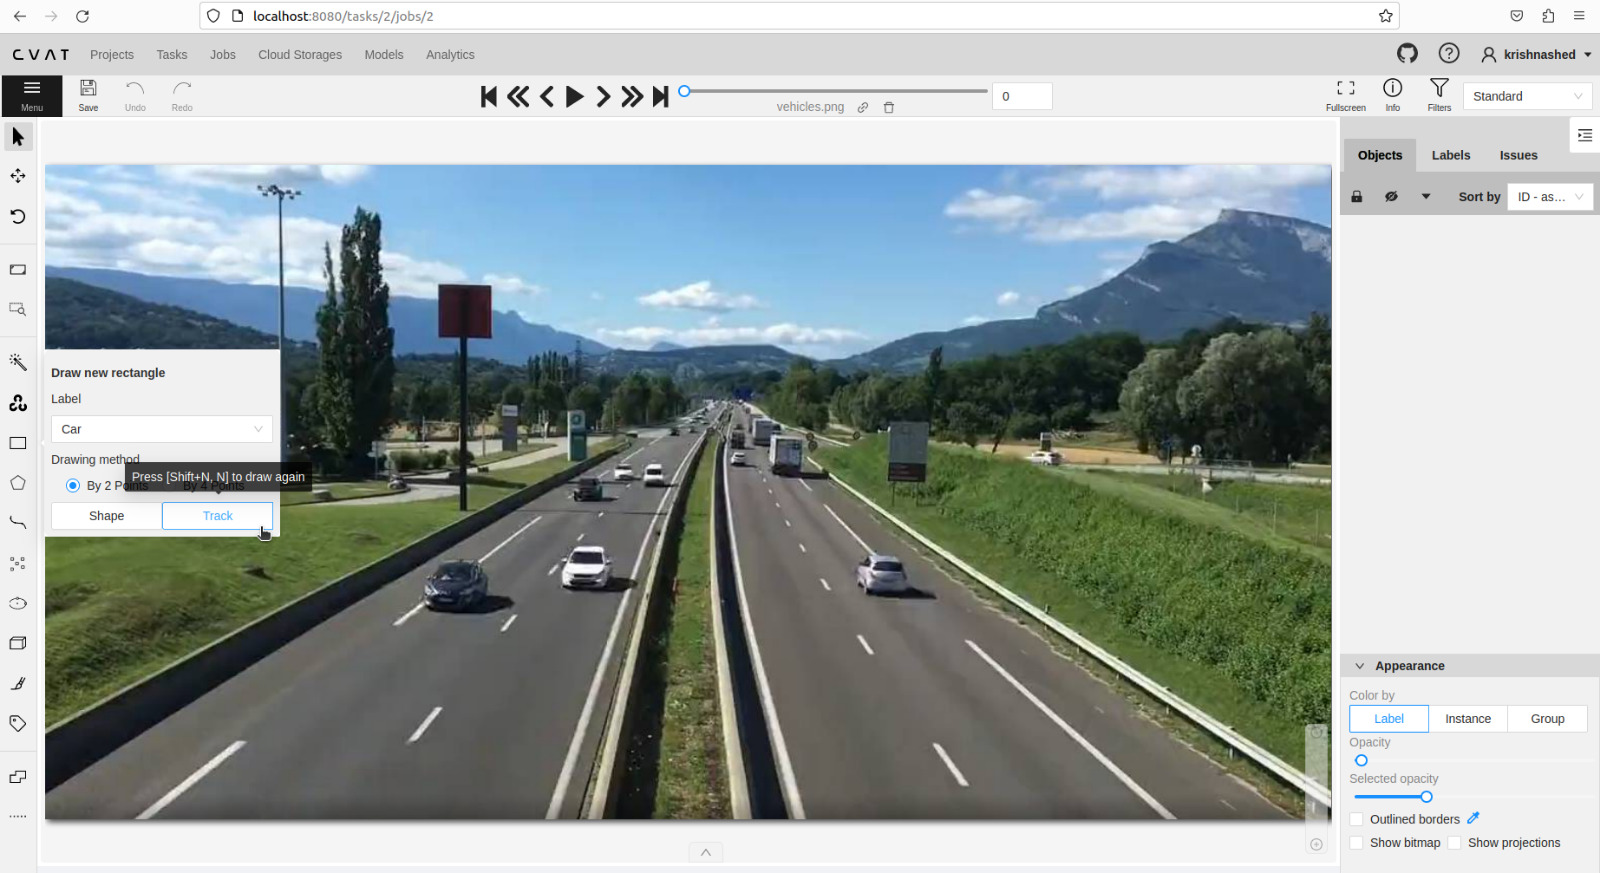 localhost:8080/tasks/2/jobs/2
CVAT Projects Tasks Jobs Cloud Storages Models Analytics krishnashed
Menu Save Undo Redo vehicles.png 0 Fullscreen Info Filters Standard
Objects Labels Issues
Sort by ID - as...
Draw new rectangle
Label
Car
Drawing method
Press [Shift+N, N] to draw again
By 2 Points By 4 Points
Shape Track
Appearance
Color by
Label Instance Group
Opacity
Selected opacity
Outlined borders
Show bitmap Show projections